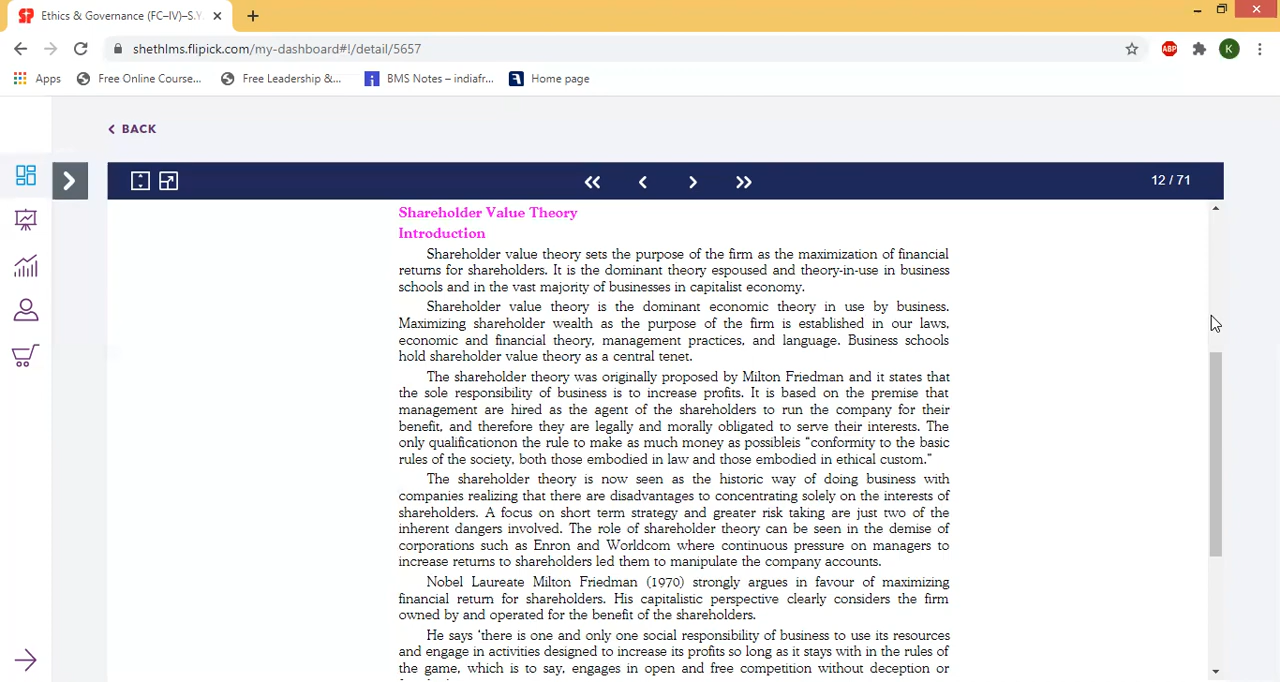 Ethics & Governance (FC–IV)–S.Y.
shethlms.flipick.com/my-dashboard#!/detail/5657
ABP
K
Apps
Free Online Course...
Free Leadership &...
BMS Notes – indiafr...
Home page
BACK
12 / 71
Shareholder Value Theory
Introduction
Shareholder value theory sets the purpose of the firm as the maximization of financial
returns for shareholders. It is the dominant theory espoused and theory-in-use in business
schools and in the vast majority of businesses in capitalist economy.
Shareholder value theory is the dominant economic theory in use by business.
Maximizing shareholder wealth as the purpose of the firm is established in our laws,
economic and financial theory, management practices, and language. Business schools
hold shareholder value theory as a central tenet.
The shareholder theory was originally proposed by Milton Friedman and it states that
the sole responsibility of business is to increase profits. It is based on the premise that
management are hired as the agent of the shareholders to run the company for their
benefit, and therefore they are legally and morally obligated to serve their interests. The
only qualificationon the rule to make as much money as possibleis “conformity to the basic
rules of the society, both those embodied in law and those embodied in ethical custom.”
The shareholder theory is now seen as the historic way of doing business with
companies realizing that there are disadvantages to concentrating solely on the interests of
shareholders. A focus on short term strategy and greater risk taking are just two of the
inherent dangers involved. The role of shareholder theory can be seen in the demise of
corporations such as Enron and Worldcom where continuous pressure on managers to
increase returns to shareholders led them to manipulate the company accounts.
Nobel Laureate Milton Friedman (1970) strongly argues in favour of maximizing
financial return for shareholders. His capitalistic perspective clearly considers the firm
owned by and operated for the benefit of the shareholders.
He says ‘there is one and only one social responsibility of business to use its resources
and engage in activities designed to increase its profits so long as it stays with in the rules of
the game, which is to say, engages in open and free competition without deception or